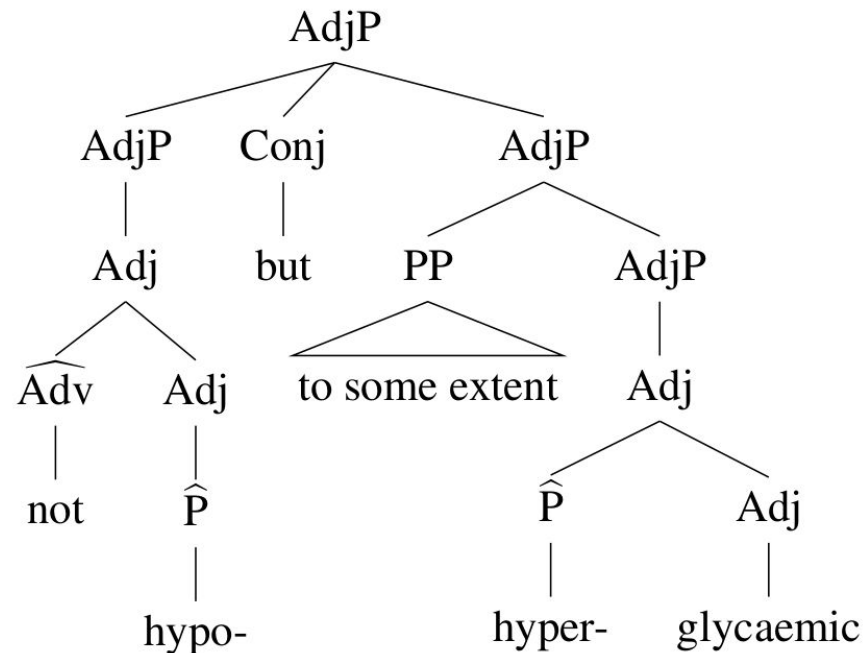 AdjP
AdjP Conj AdjP
Adj but PP AdjP
Adv̂ Adj to some extent Adj
not P̂ P̂ Adj
hypo- hyper- glycaemic